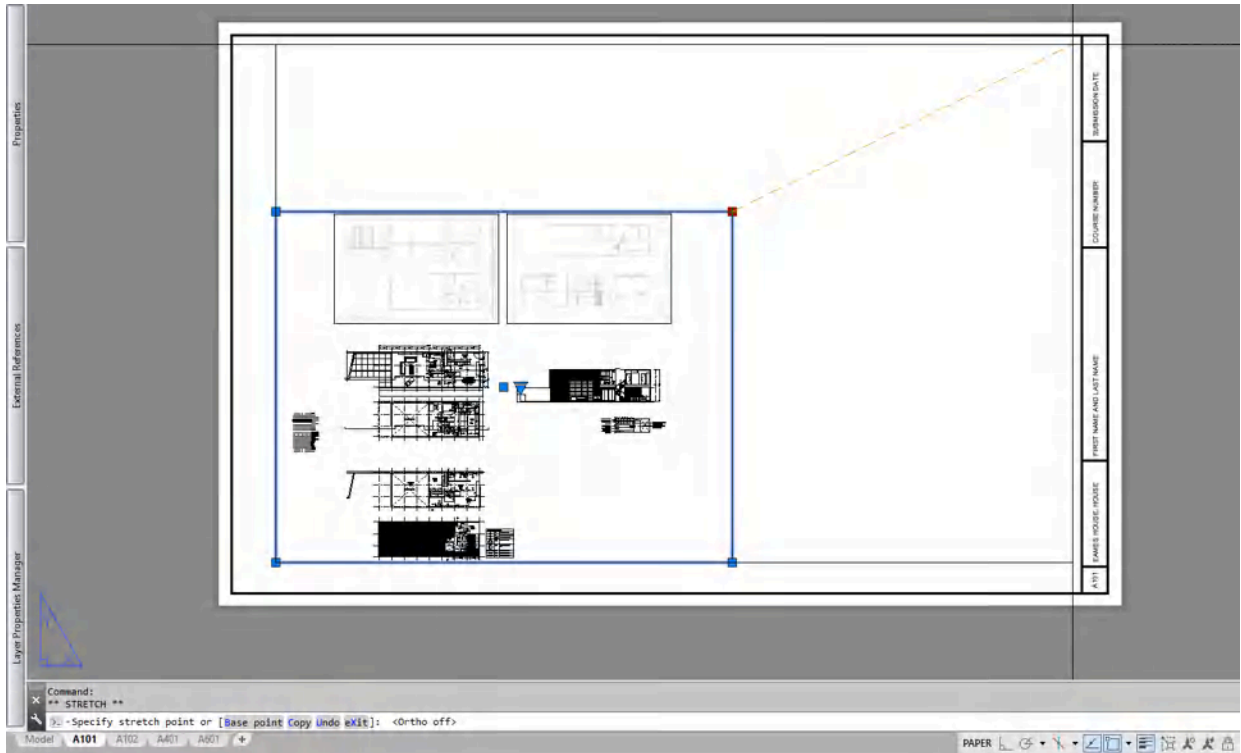 Properties
External References
Layer Properties Manager
SUBMISSION DATE
COURSE NUMBER
FIRST NAME AND LAST NAME
EAMES HOUSE, HOUSE
A101
Command:
** STRETCH **
Specify stretch point or [Base point Copy Undo eXit]: <Ortho off>
Model A101 A102 A401 A601 +
PAPER